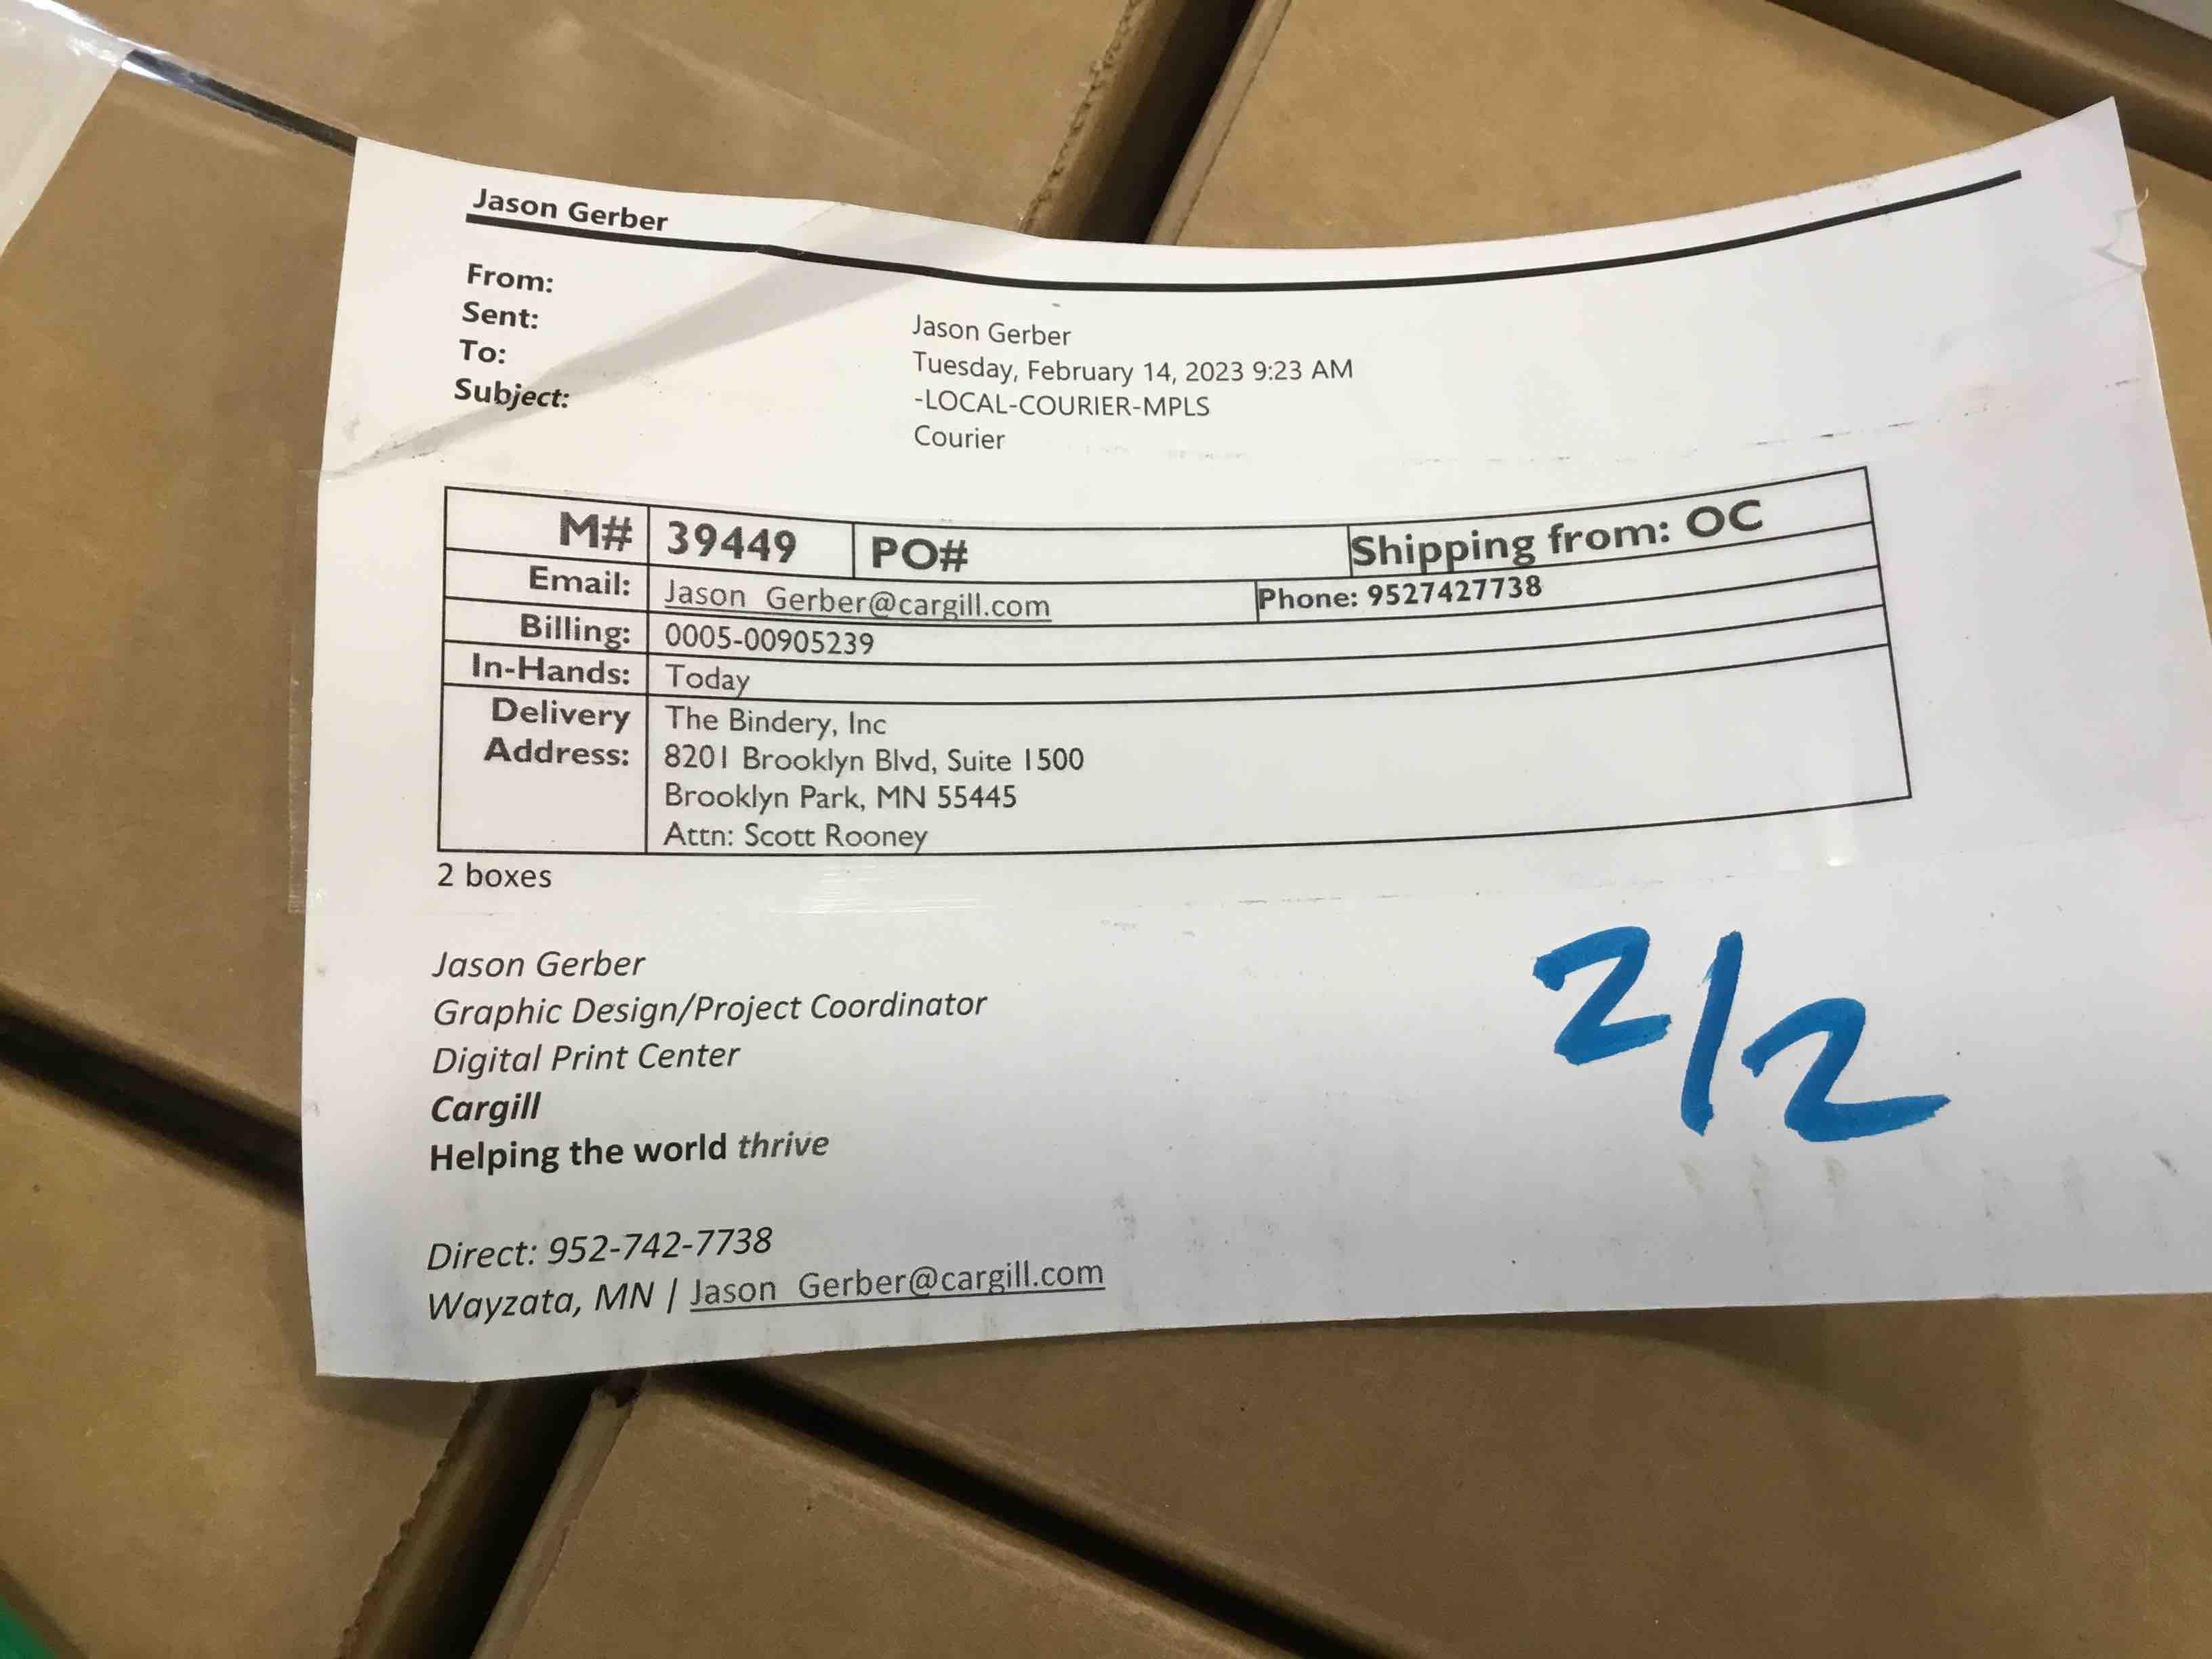 Jason Gerber
From: Jason Gerber
Sent: Tuesday, February 14, 2023 9:23 AM
To: -LOCAL-COURIER-MPLS
Subject: Courier
M# 39449 PO# Shipping from: OC
Email: Jason_Gerber@cargill.com Phone: 9527427738
Billing: 0005-00905239
In-Hands: Today
Delivery Address: The Bindery, Inc
8201 Brooklyn Blvd, Suite 1500
Brooklyn Park, MN 55445
Attn: Scott Rooney
2 boxes
2/2
Jason Gerber
Graphic Design/Project Coordinator
Digital Print Center
Cargill
Helping the world thrive
Direct: 952-742-7738
Wayzata, MN | Jason_Gerber@cargill.com